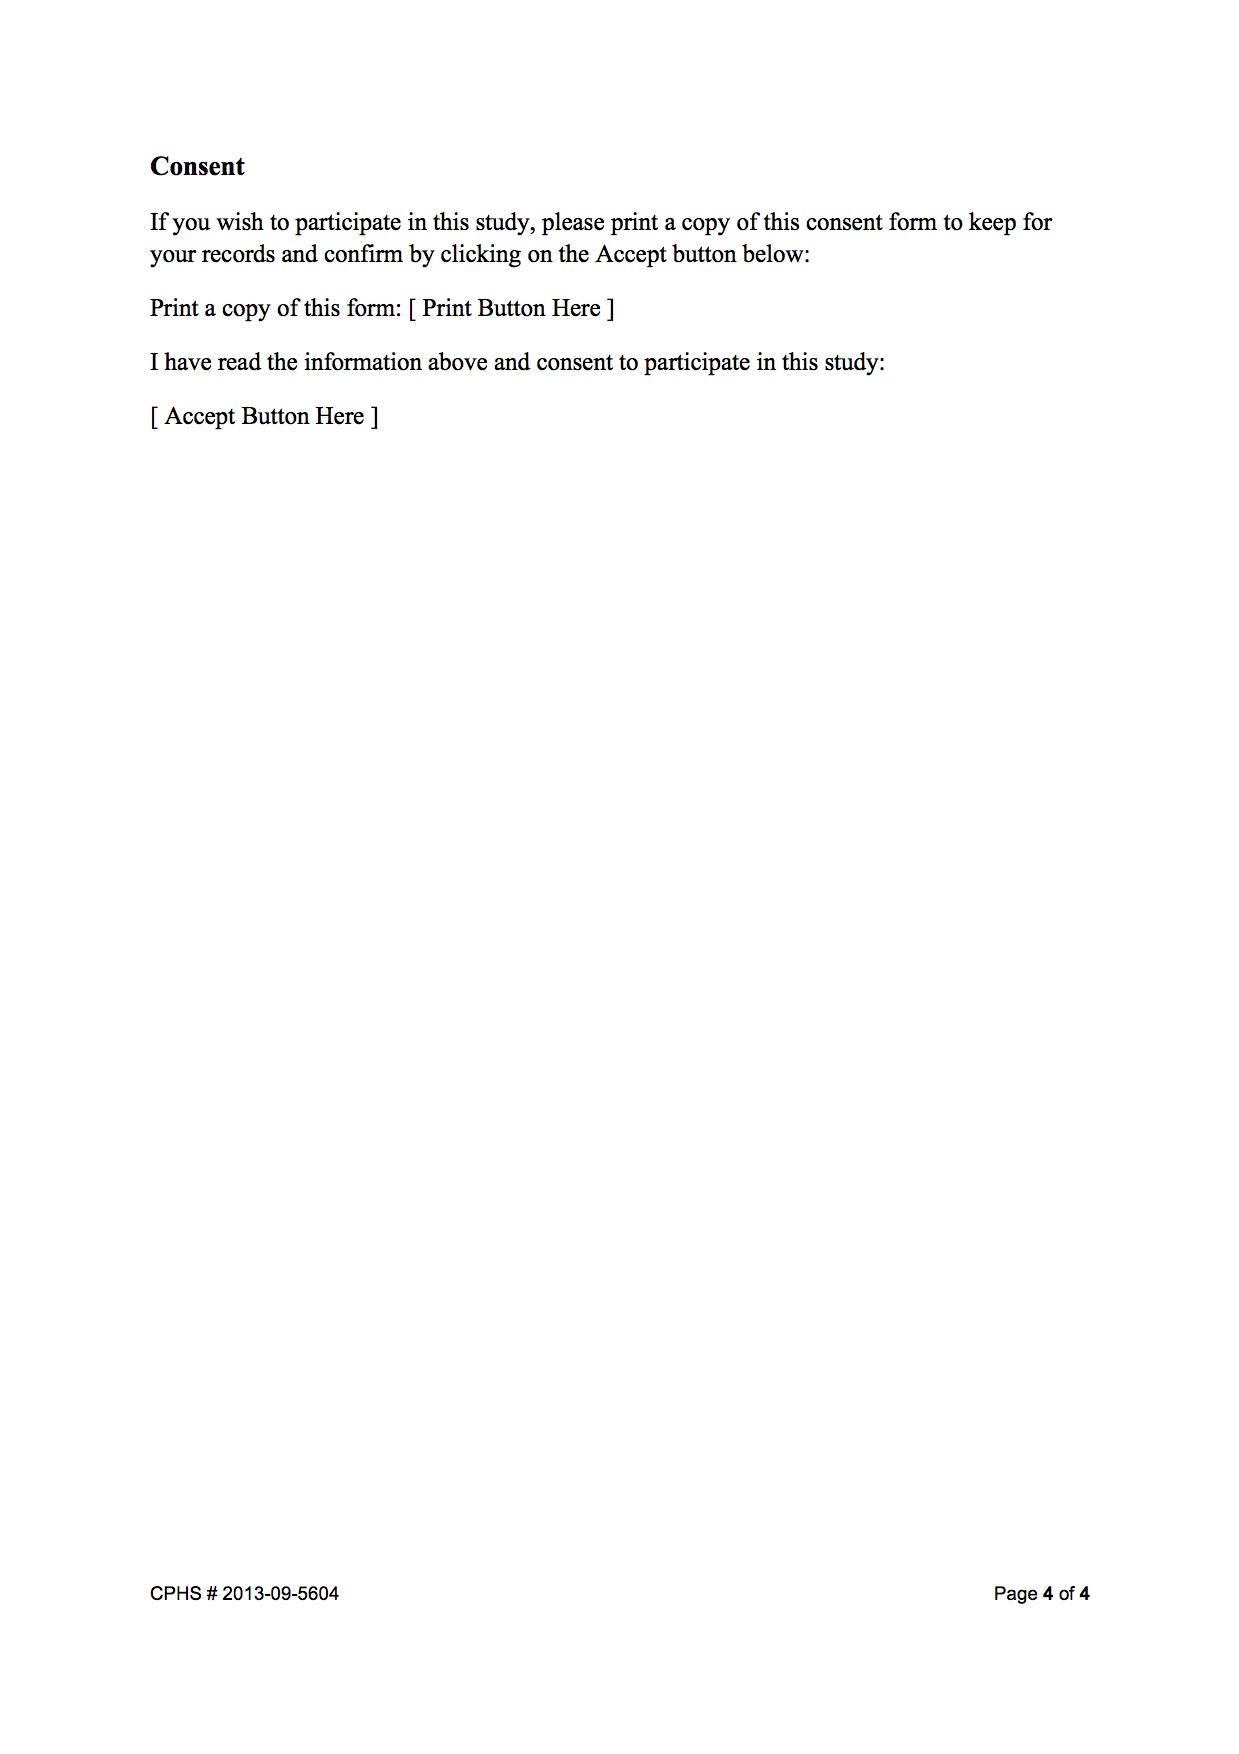 Consent
If you wish to participate in this study, please print a copy of this consent form to keep for
your records and confirm by clicking on the Accept button below:
Print a copy of this form: [ Print Button Here ]
I have read the information above and consent to participate in this study:
[ Accept Button Here ]
CPHS # 2013-09-5604
Page 4 of 4